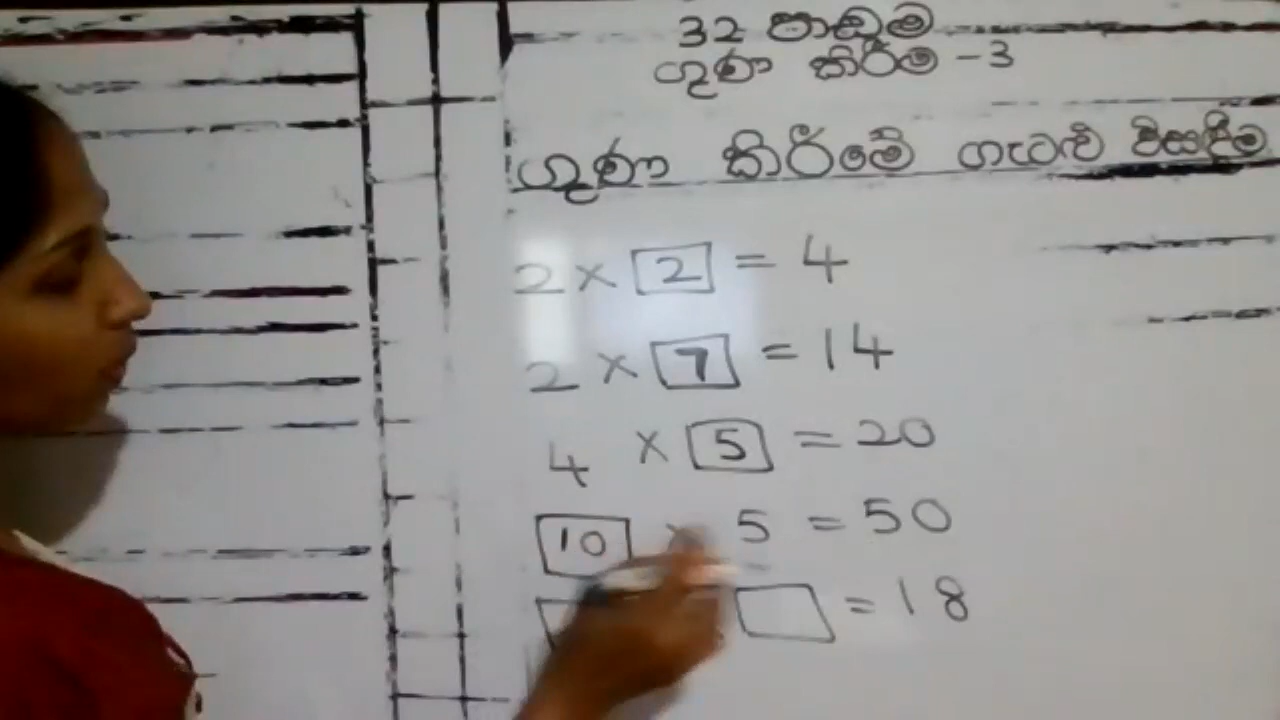 32 පාඩම
ගුණ කිරීම - 3
ගුණ කිරීමේ ගැටළු විසඳීම
2 × 2 = 4
2 × 7 = 14
4 × 5 = 20
10 × 5 = 50
= 18